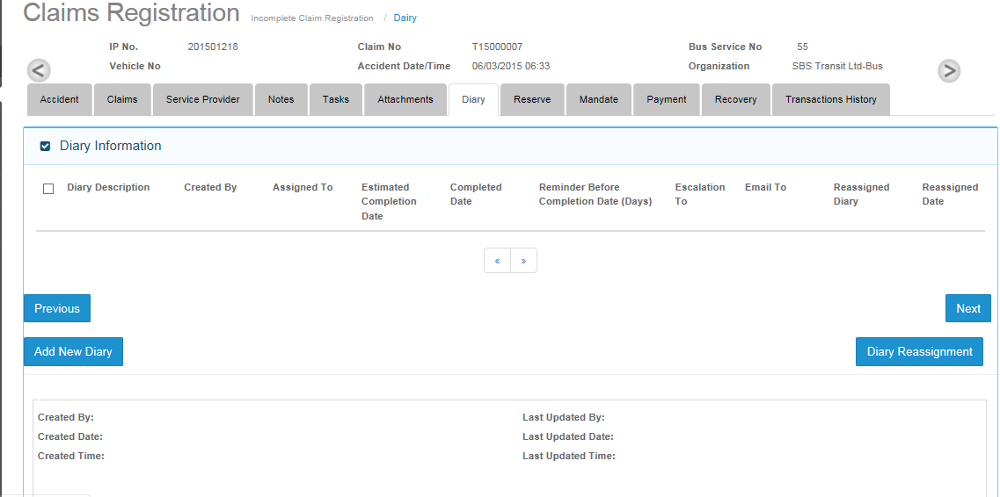 Claims Registration Incomplete Claim Registration / Dairy
IP No. 201501218 Claim No T15000007 Bus Service No 55
Vehicle No Accident Date/Time 06/03/2015 06:33 Organization SBS Transit Ltd-Bus
< >
Accident Claims Service Provider Notes Tasks Attachments Diary Reserve Mandate Payment Recovery Transactions History
Diary Information
Diary Description Created By Assigned To Estimated Completed Reminder Before Escalation Email To Reassigned Reassigned
Completion Date Completion Date (Days) To Diary Date
Date
« »
Previous Next
Add New Diary Diary Reassignment
Created By: Last Updated By:
Created Date: Last Updated Date:
Created Time: Last Updated Time: